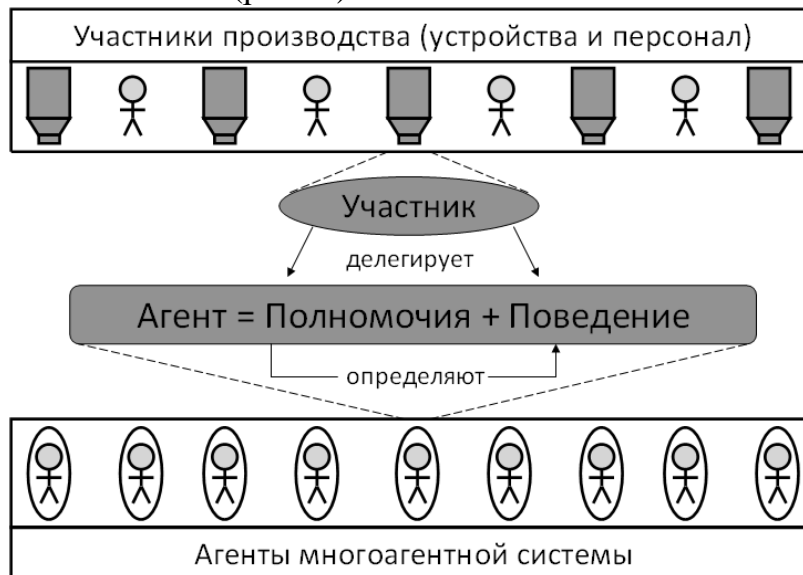 Участники производства (устройства и персонал)
Участник
делегирует
Агент = Полномочия + Поведение
определяют
Агенты многоагентной системы